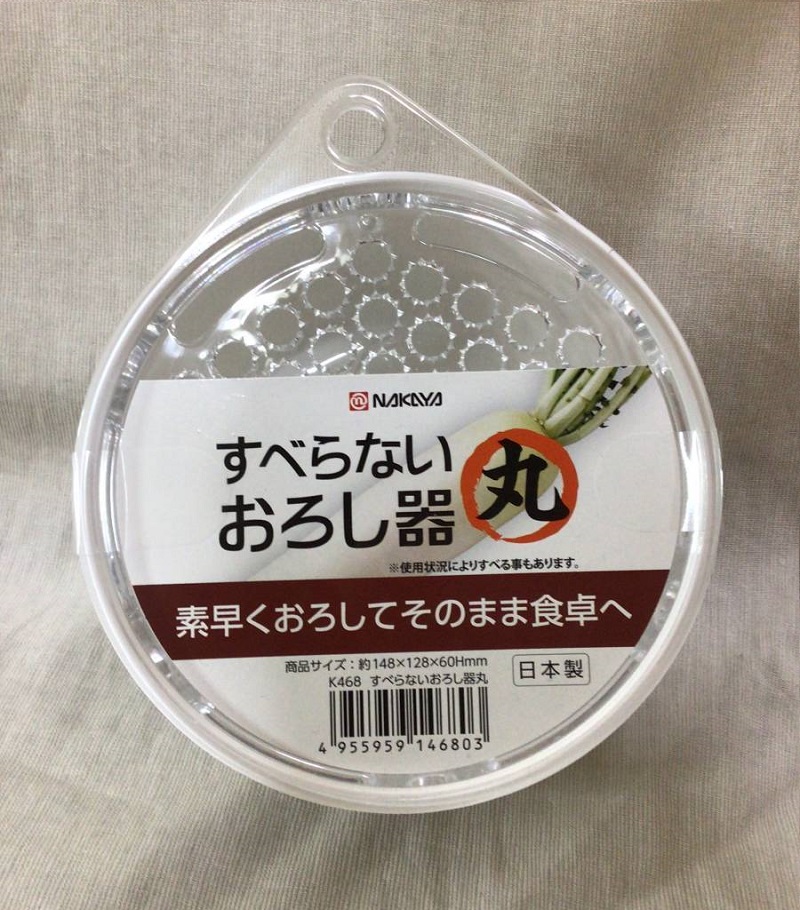 NAKAYA
すべらない
おろし器 丸
※使用状況によりすべる事もあります。
素早くおろしてそのまま食卓へ
商品サイズ：約148×128×60Hmm
K468 すべらないおろし器丸
日本製
4 955959 146803